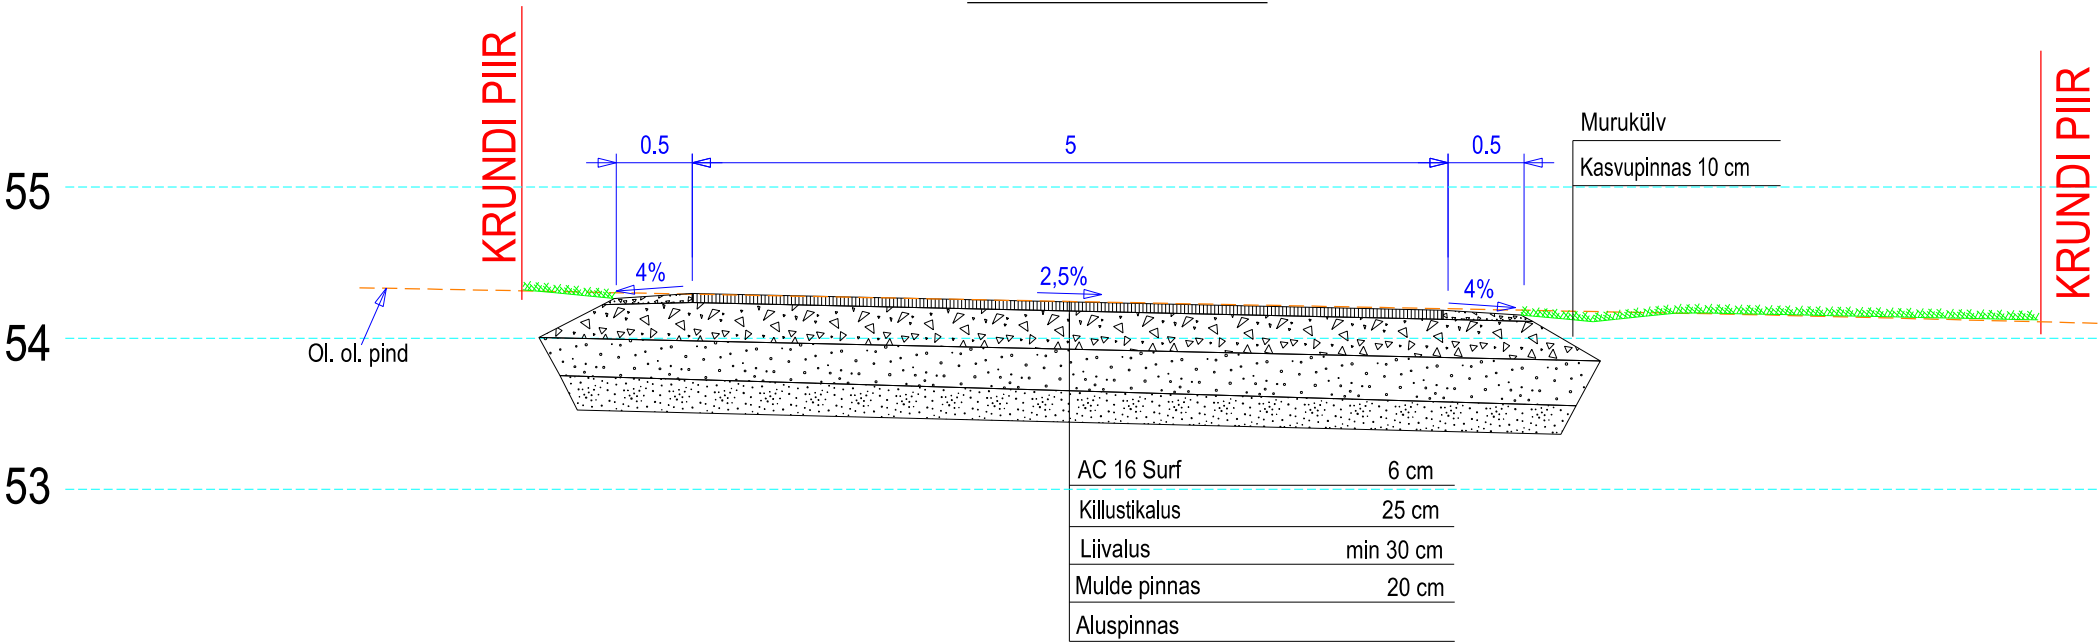 KRUNDI PIIR
KRUNDI PIIR
Murukülv
Kasvupinnas 10 cm
0.5
5
0.5
55
4%
2,5%
4%
54
Ol. ol. pind
53
AC 16 Surf 6 cm
Killustikalus 25 cm
Liivalus min 30 cm
Mulde pinnas 20 cm
Aluspinnas